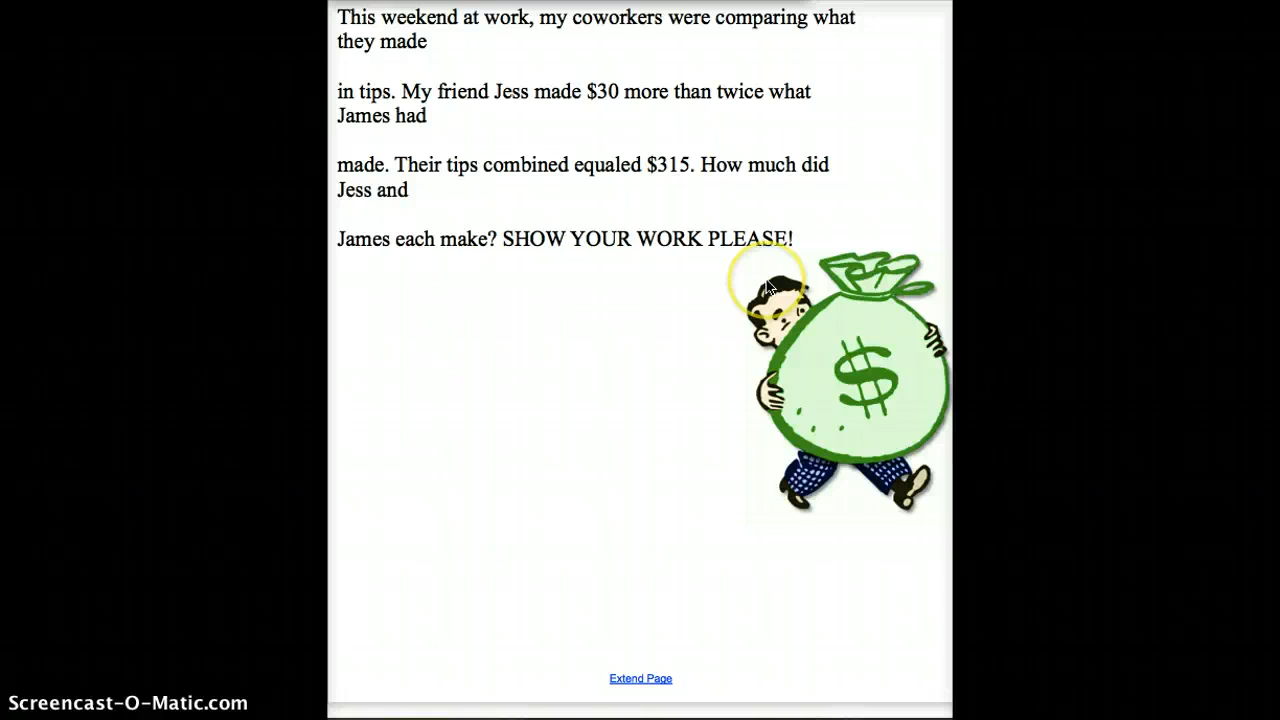 This weekend at work, my coworkers were comparing what
they made
in tips. My friend Jess made $30 more than twice what
James had
made. Their tips combined equaled $315. How much did
Jess and
James each make? SHOW YOUR WORK PLEASE!
$
Extend Page
Screencast-O-Matic.com